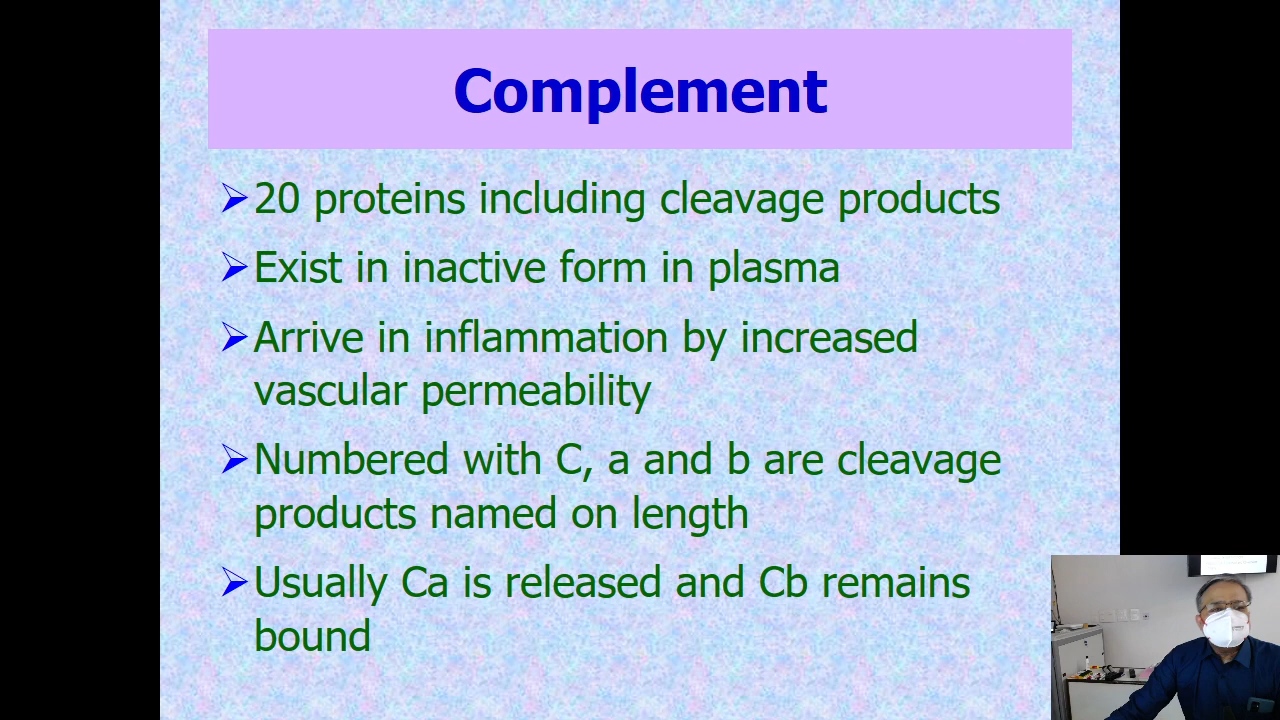 Complement
20 proteins including cleavage products
Exist in inactive form in plasma
Arrive in inflammation by increased
vascular permeability
Numbered with C, a and b are cleavage
products named on length
Usually Ca is released and Cb remains
bound